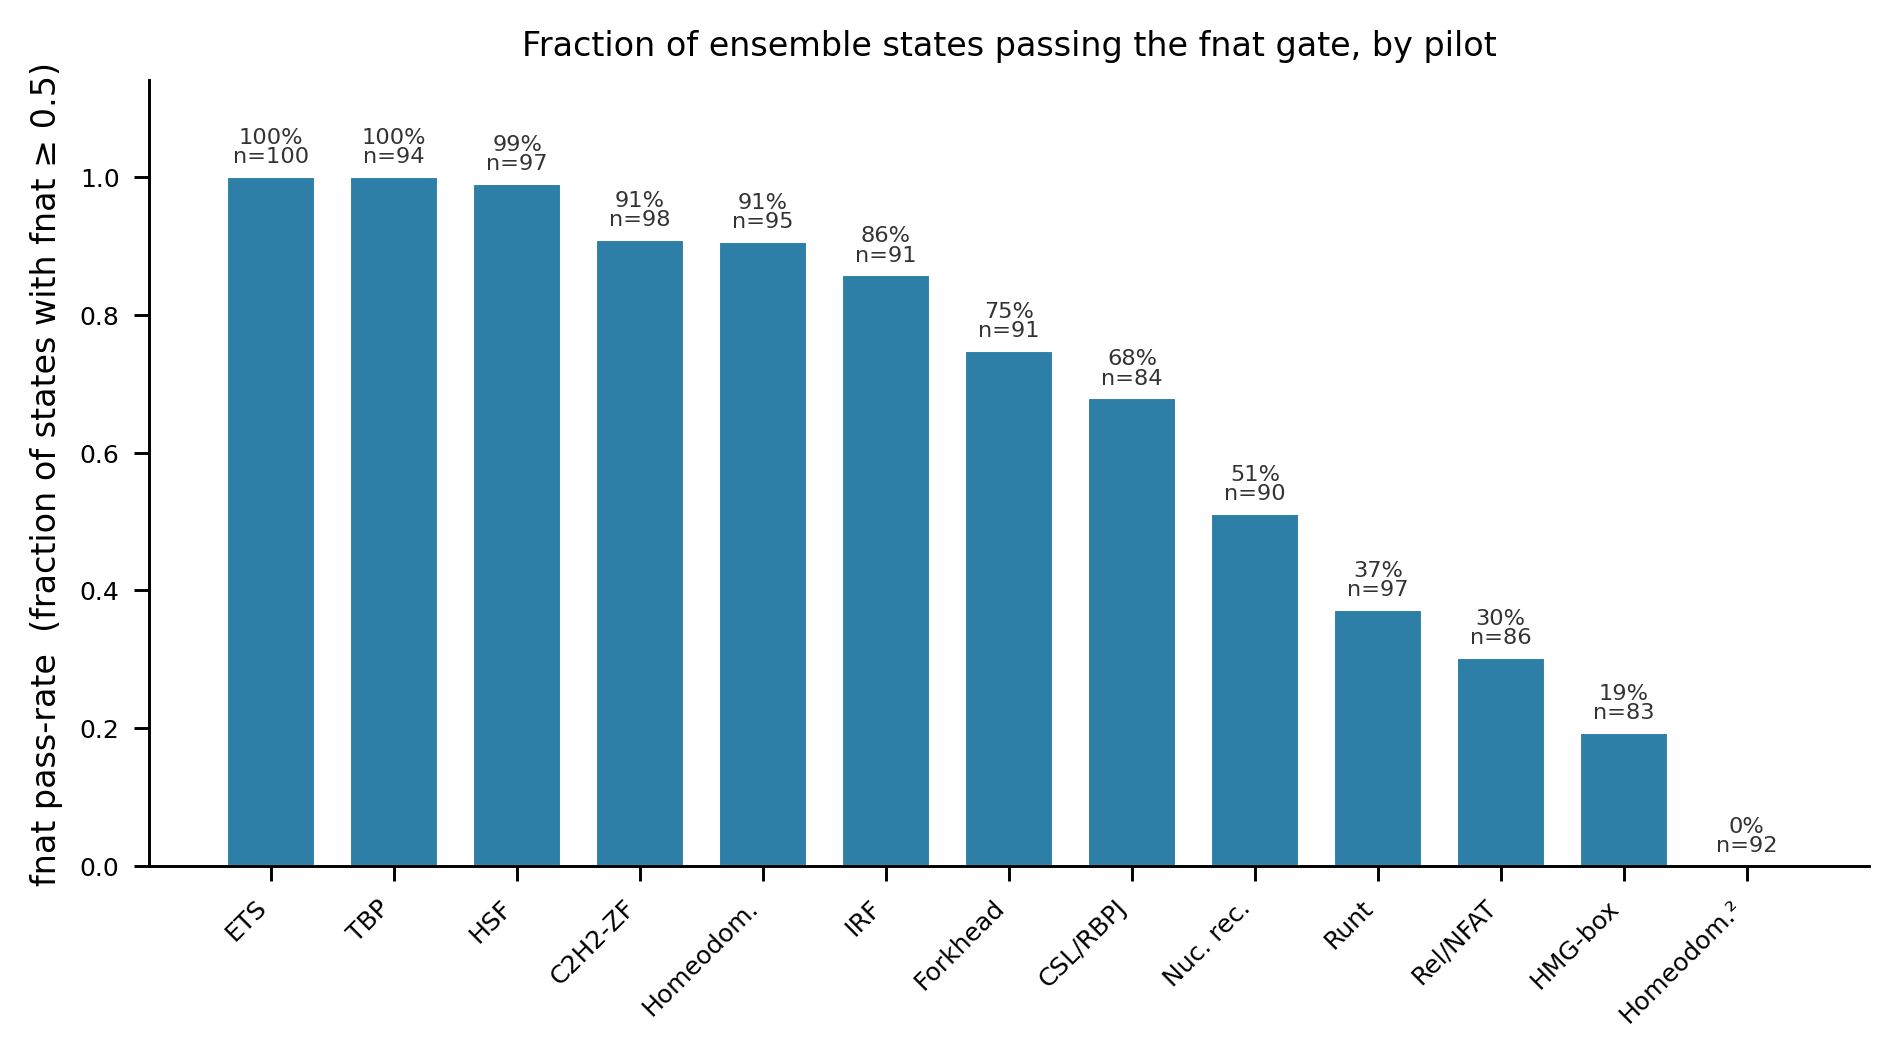 Fraction of ensemble states passing the fnat gate, by pilot
fnat pass-rate  (fraction of states with fnat ≥ 0.5)
1.0
0.8
0.6
0.4
0.2
0.0
100%
n=100
100%
n=94
99%
n=97
91%
n=98
91%
n=95
86%
n=91
75%
n=91
68%
n=84
51%
n=90
37%
n=97
30%
n=86
19%
n=83
0%
n=92
ETS
TBP
HSF
C2H2-ZF
Homeodom.
IRF
Forkhead
CSL/RBPJ
Nuc. rec.
Runt
Rel/NFAT
HMG-box
Homeodom.²